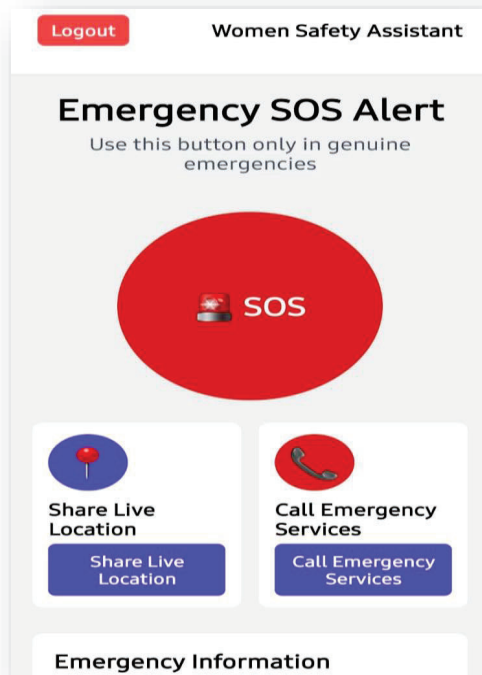 Logout
Women Safety Assistant
Emergency SOS Alert
Use this button only in genuine
emergencies
SOS
Share Live
Location
Share Live
Location
Call Emergency
Services
Call Emergency
Services
Emergency Information